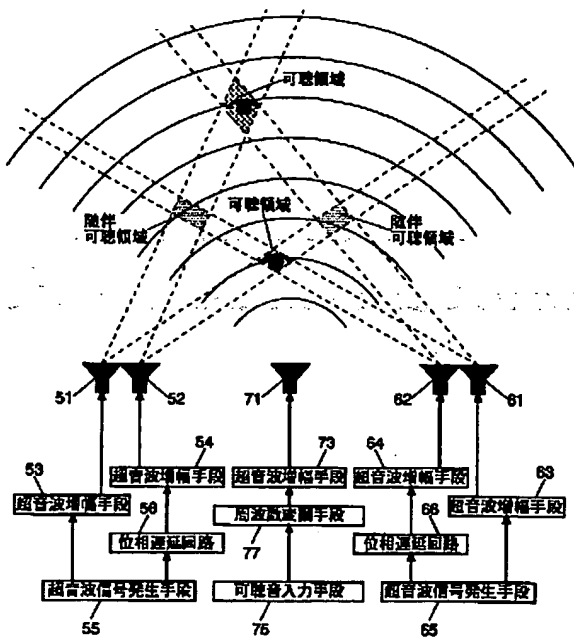 可聴領域
可聴領域
随伴
可聴領域
随伴
可聴領域
51
52
71
62
61
54
73
64
53
超音波増幅手段
超音波増幅手段
超音波増幅手段
63
超音波増幅手段
56
周波数変調手段
66
超音波増幅手段
位相遅延回路
77
位相遅延回路
超音波信号発生手段
可聴音入力手段
超音波信号発生手段
55
75
65